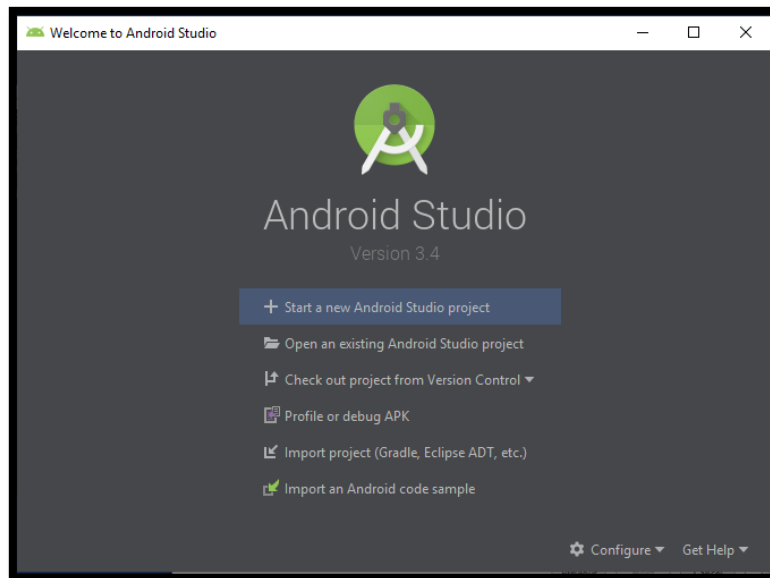 Welcome to Android Studio
Android Studio
Version 3.4
Start a new Android Studio project
Open an existing Android Studio project
Check out project from Version Control
Profile or debug APK
Import project (Gradle, Eclipse ADT, etc.)
Import an Android code sample
Configure Get Help